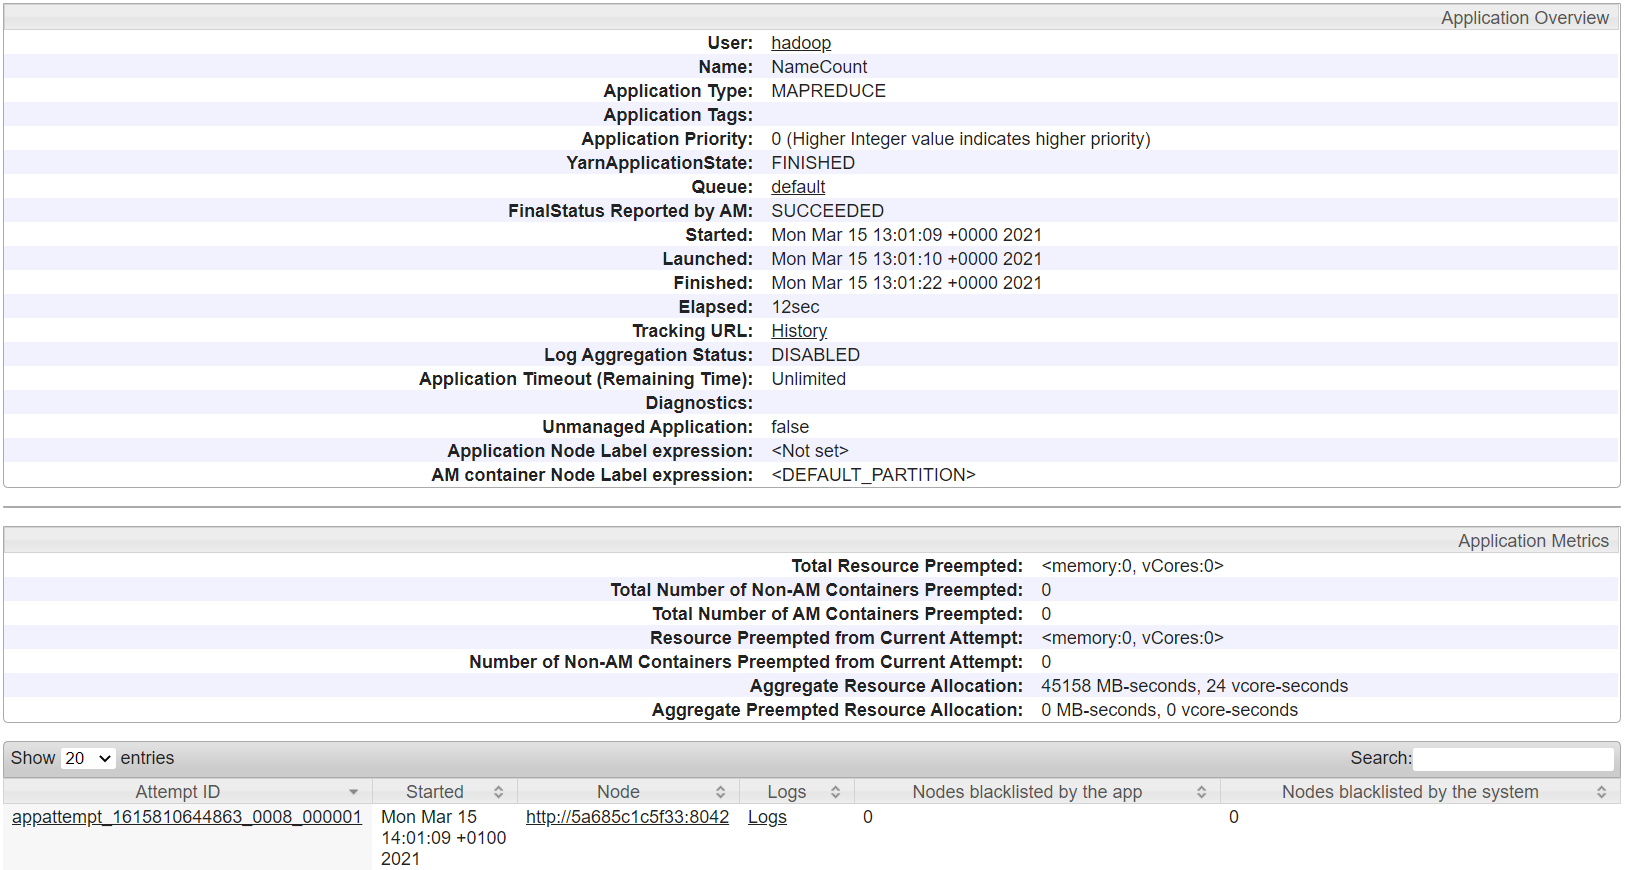 Application Overview
User: hadoop
Name: NameCount
Application Type: MAPREDUCE
Application Tags:
Application Priority: 0 (Higher Integer value indicates higher priority)
YarnApplicationState: FINISHED
Queue: default
FinalStatus Reported by AM: SUCCEEDED
Started: Mon Mar 15 13:01:09 +0000 2021
Launched: Mon Mar 15 13:01:10 +0000 2021
Finished: Mon Mar 15 13:01:22 +0000 2021
Elapsed: 12sec
Tracking URL: History
Log Aggregation Status: DISABLED
Application Timeout (Remaining Time): Unlimited
Diagnostics:
Unmanaged Application: false
Application Node Label expression: <Not set>
AM container Node Label expression: <DEFAULT_PARTITION>
Application Metrics
Total Resource Preempted: <memory:0, vCores:0>
Total Number of Non-AM Containers Preempted: 0
Total Number of AM Containers Preempted: 0
Resource Preempted from Current Attempt: <memory:0, vCores:0>
Number of Non-AM Containers Preempted from Current Attempt: 0
Aggregate Resource Allocation: 45158 MB-seconds, 24 vcore-seconds
Aggregate Preempted Resource Allocation: 0 MB-seconds, 0 vcore-seconds
Show 20 entries Search:
Attempt ID Started Node Logs Nodes blacklisted by the app Nodes blacklisted by the system
appattempt_1615810644863_0008_000001 Mon Mar 15 http://5a685c1c5f33:8042 Logs 0 0
14:01:09 +0100
2021